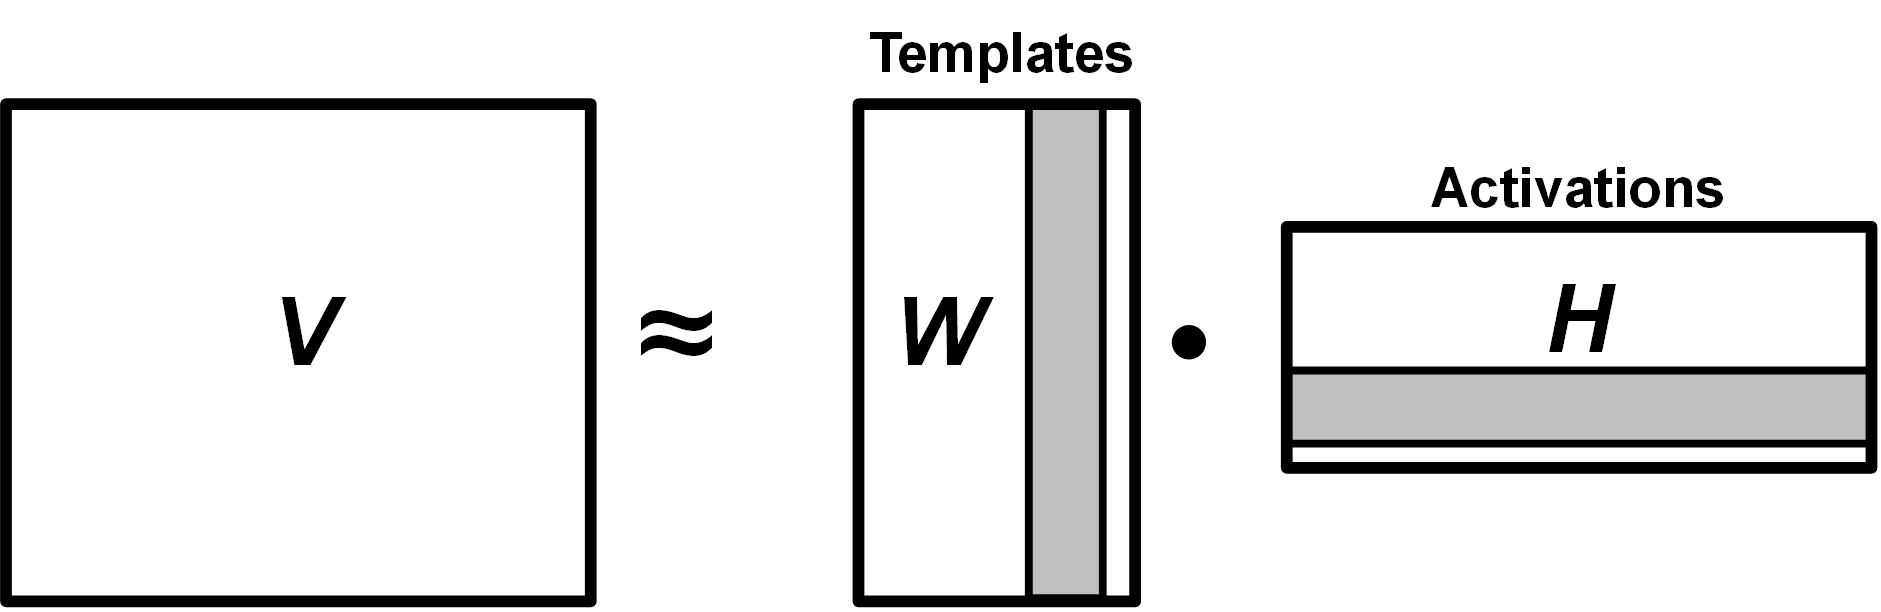 Templates
Activations
V ≈ W • H